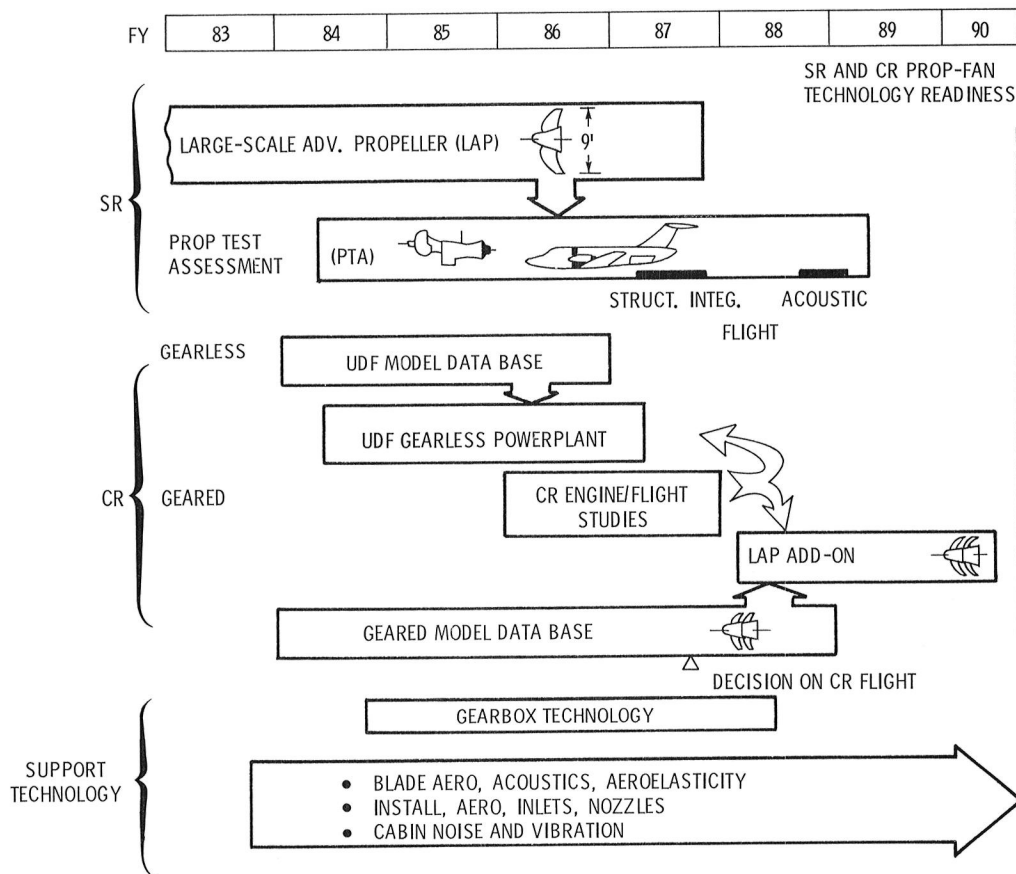 FY 83 84 85 86 87 88 89 90
SR AND CR PROP-FAN
TECHNOLOGY READINESS
SR
LARGE-SCALE ADV. PROPELLER (LAP)
9'
PROP TEST
ASSESSMENT
(PTA)
STRUCT. INTEG. ACOUSTIC
FLIGHT
CR
GEARLESS
UDF MODEL DATA BASE
UDF GEARLESS POWERPLANT
GEARED
CR ENGINE/FLIGHT
STUDIES
LAP ADD-ON
GEARED MODEL DATA BASE
DECISION ON CR FLIGHT
SUPPORT
TECHNOLOGY
GEARBOX TECHNOLOGY
• BLADE AERO, ACOUSTICS, AEROELASTICITY
• INSTALL, AERO, INLETS, NOZZLES
• CABIN NOISE AND VIBRATION